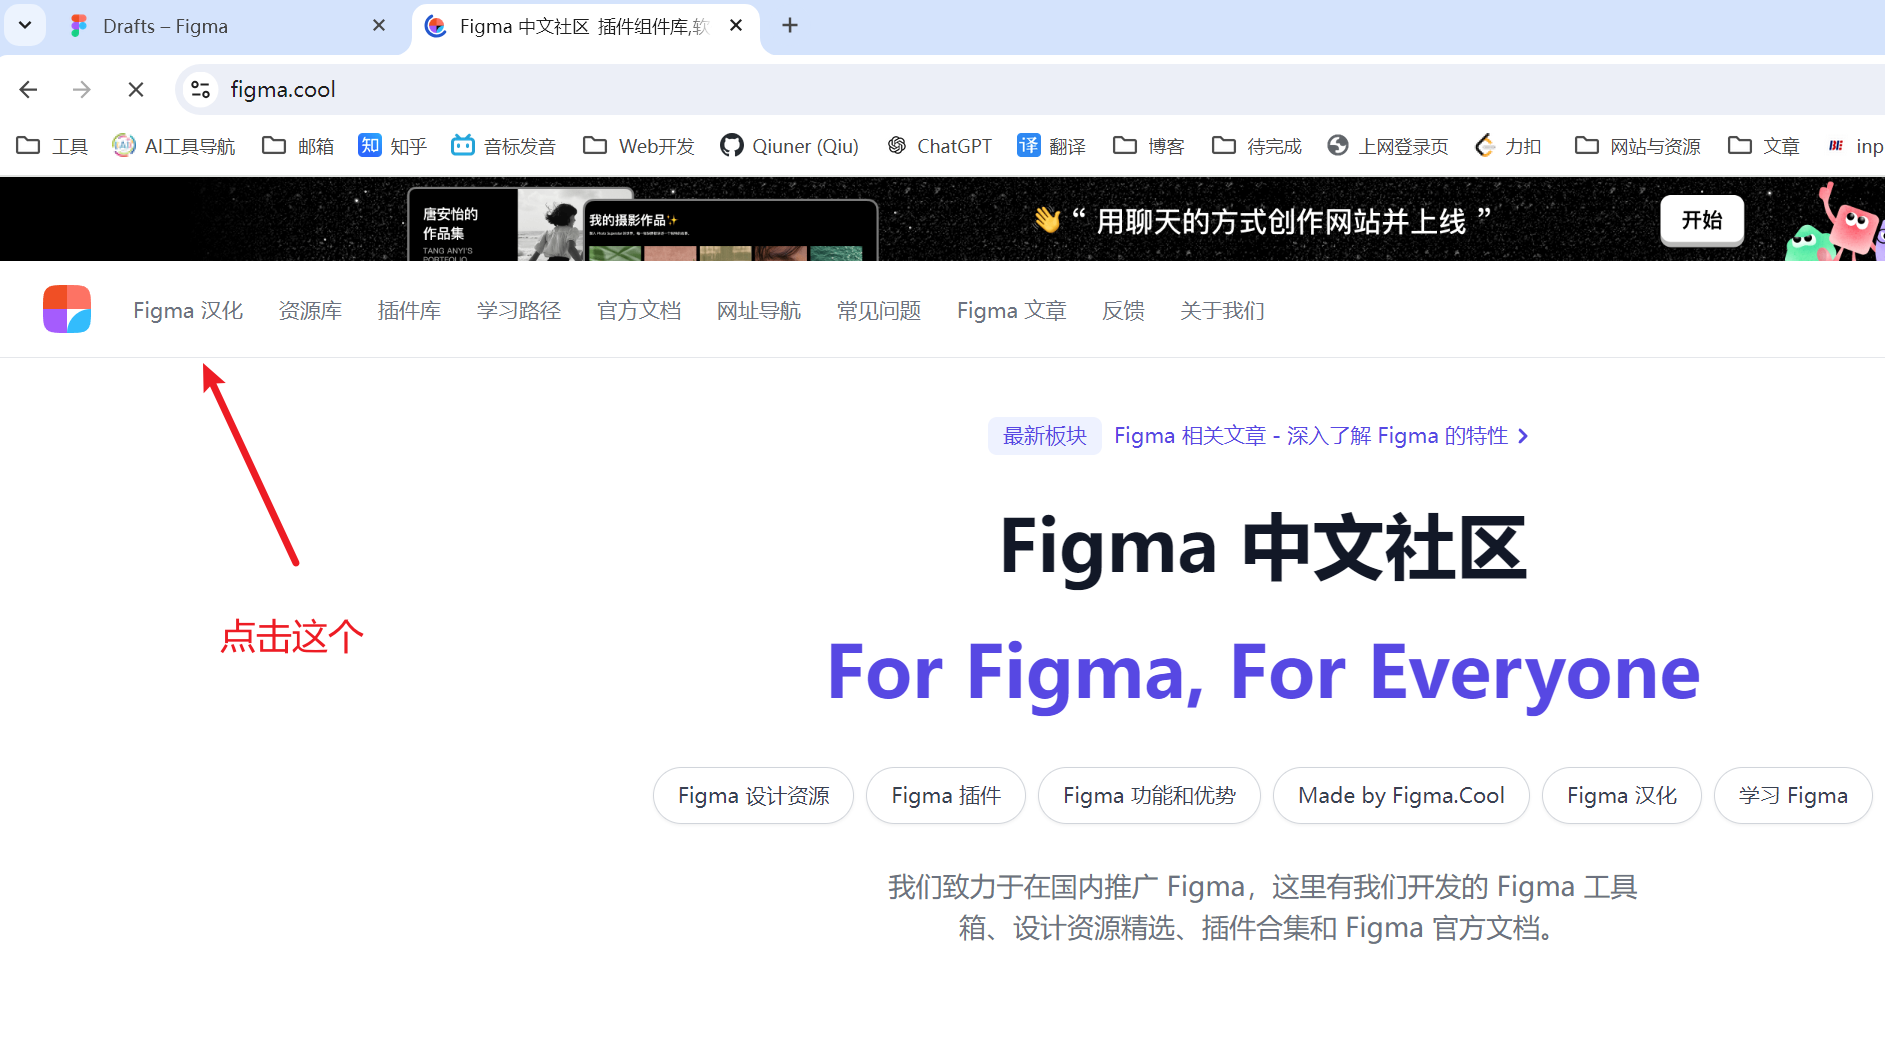 Drafts – Figma
Figma 中文社区 插件组件库,软
figma.cool
工具
AI工具导航
邮箱
知 知乎
音标发音
Web开发
Qiuner (Qiu)
ChatGPT
译 翻译
博客
待完成
上网登录页
力扣
网站与资源
文章
inp
唐安怡的
作品集
TANG ANYI'S
PORTFOLIO
我的摄影作品✨
👋 “ 用聊天的方式创作网站并上线 ”
开始
Figma 汉化
资源库
插件库
学习路径
官方文档
网址导航
常见问题
Figma 文章
反馈
关于我们
点击这个
最新板块
Figma 相关文章 - 深入了解 Figma 的特性
Figma 中文社区
For Figma, For Everyone
Figma 设计资源
Figma 插件
Figma 功能和优势
Made by Figma.Cool
Figma 汉化
学习 Figma
我们致力于在国内推广 Figma，这里有我们开发的 Figma 工具
箱、设计资源精选、插件合集和 Figma 官方文档。